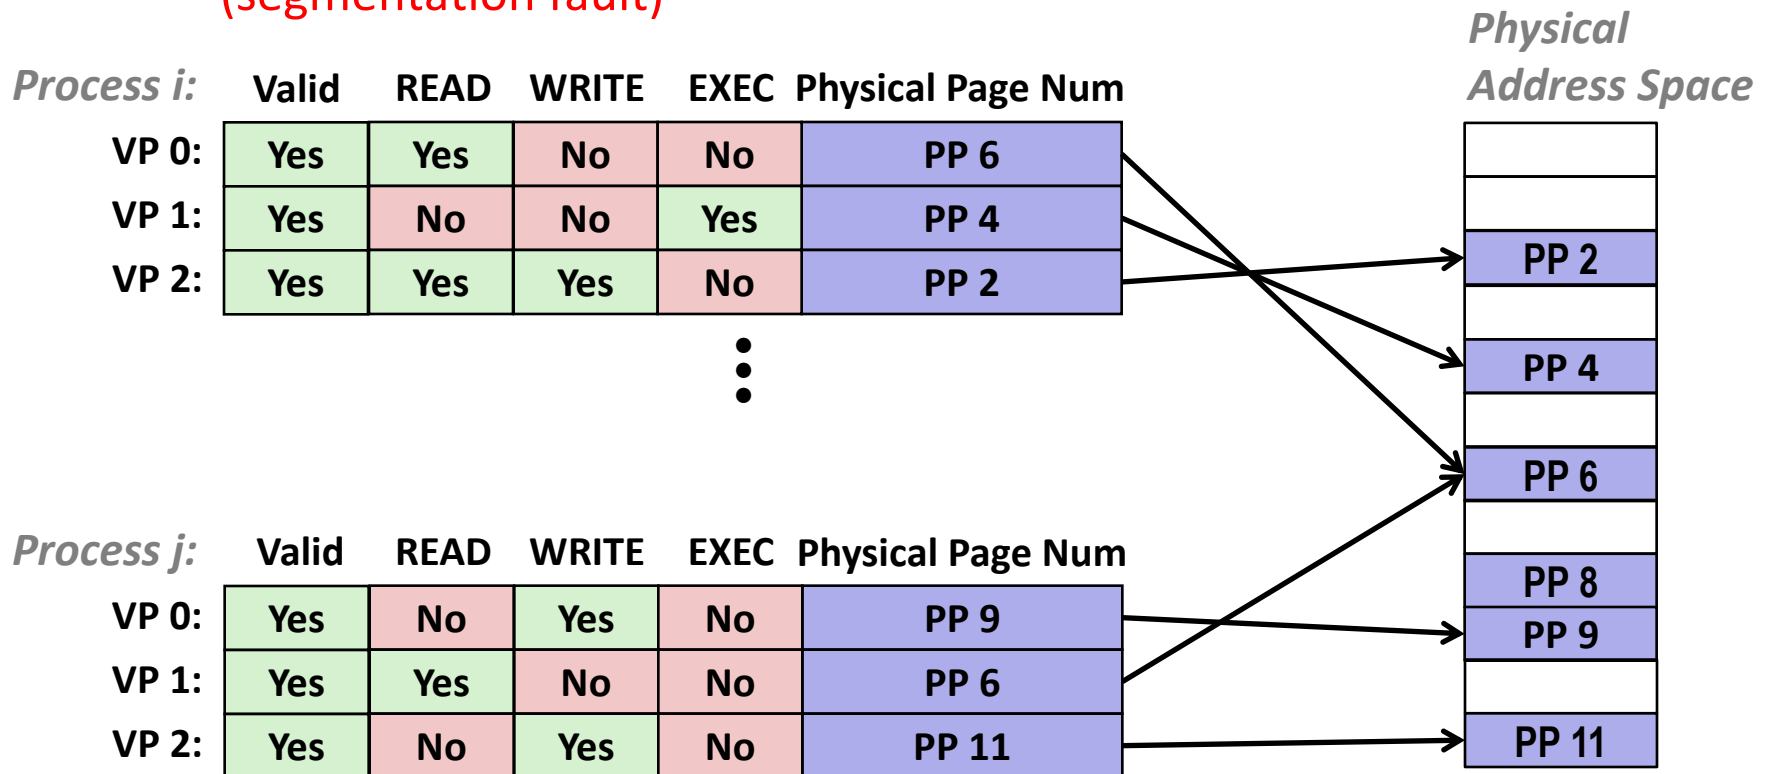 (segmentation fault)
Physical
Address Space
Process i: Valid READ WRITE EXEC Physical Page Num
VP 0: Yes Yes No No PP 6
VP 1: Yes No No Yes PP 4
VP 2: Yes Yes Yes No PP 2
PP 2
PP 4
PP 6
PP 8
PP 9
PP 11
Process j: Valid READ WRITE EXEC Physical Page Num
VP 0: Yes No Yes No PP 9
VP 1: Yes Yes No No PP 6
VP 2: Yes No Yes No PP 11